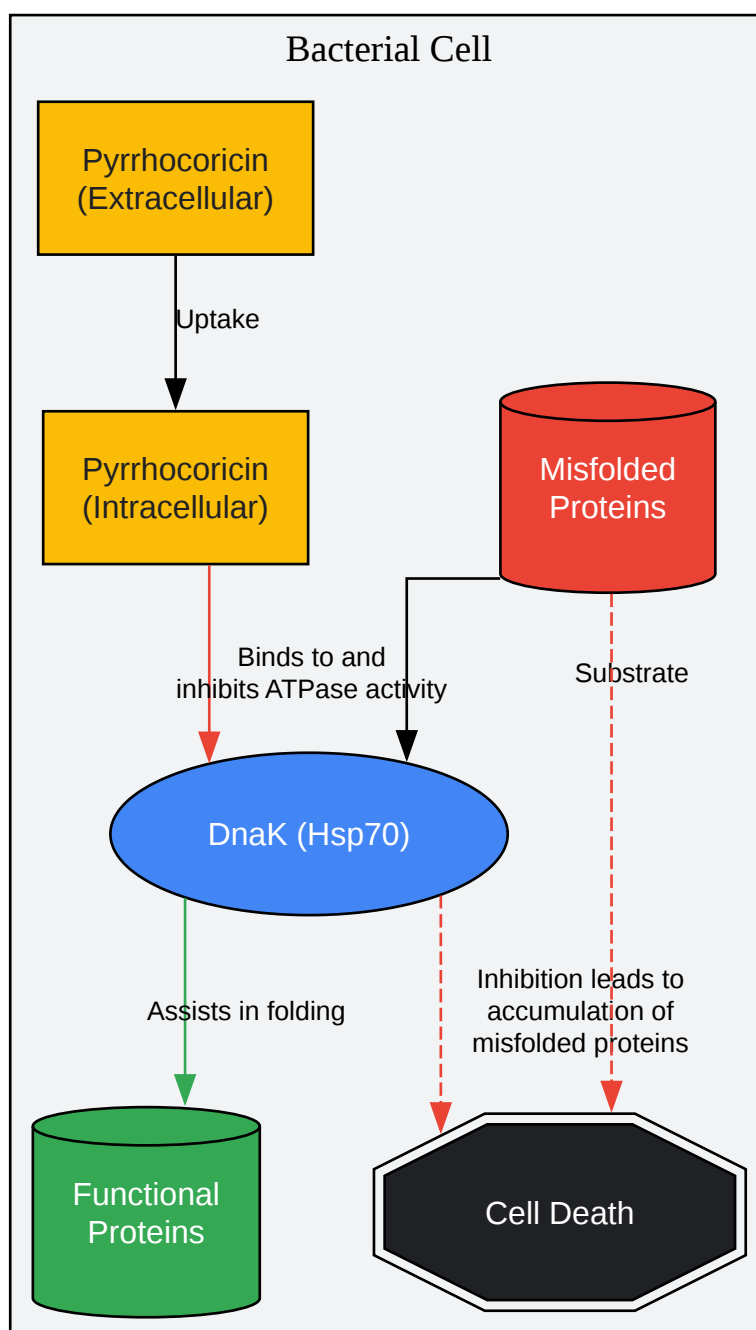 Bacterial Cell
Pyrrhocoricin
(Extracellular)
Uptake
Pyrrhocoricin
(Intracellular)
Misfolded
Proteins
Binds to and
inhibits ATPase activity
Substrate
DnaK (Hsp70)
Assists in folding
Inhibition leads to
accumulation of
misfolded proteins
Functional
Proteins
Cell Death